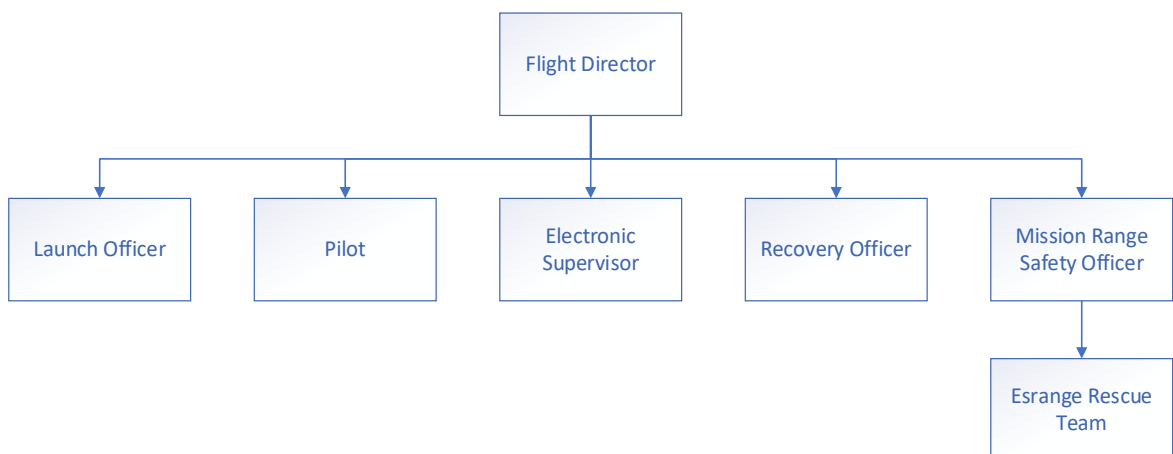 Flight Director
Launch Officer
Pilot
Electronic
Supervisor
Recovery Officer
Mission Range
Safety Officer
Esrange Rescue
Team